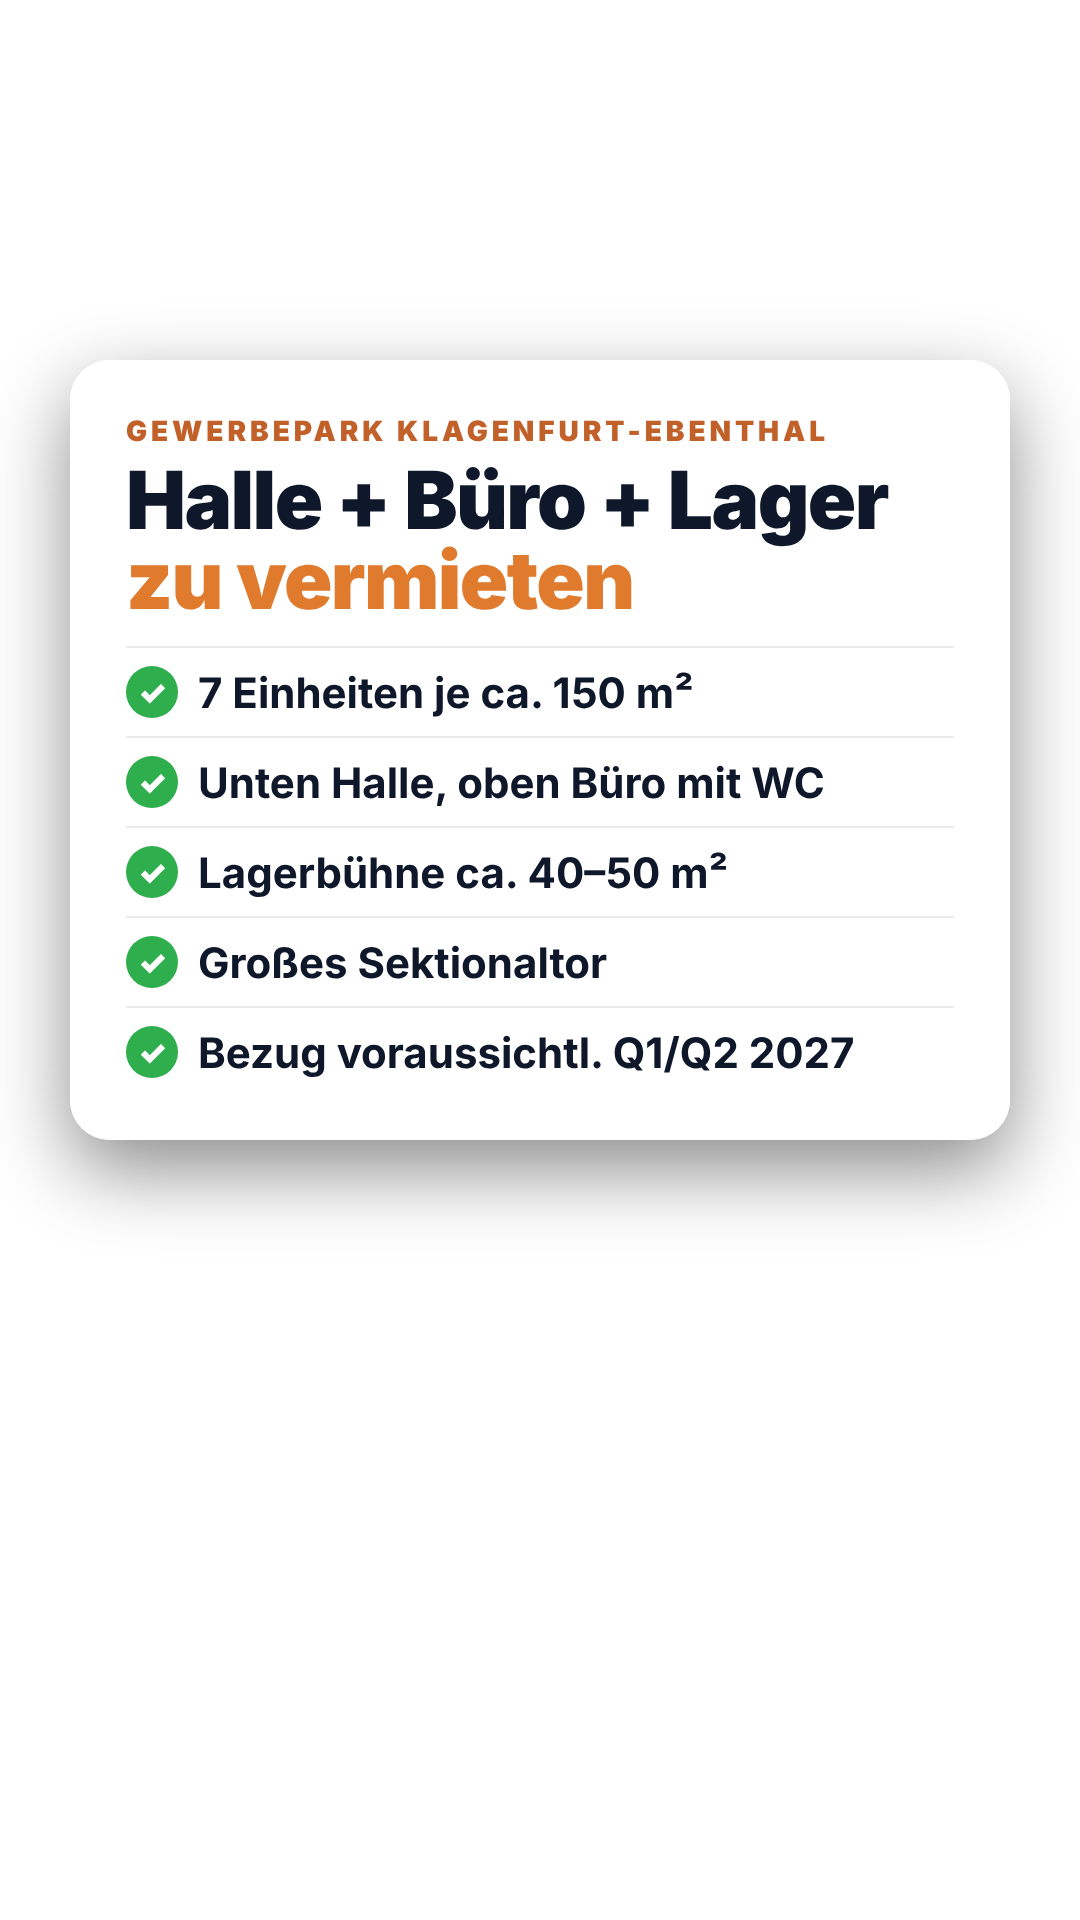 GEWERBEPARK KLAGENFURT-EBENTHAL
Halle + Büro + Lager
zu vermieten
7 Einheiten je ca. 150 m²
Unten Halle, oben Büro mit WC
Lagerbühne ca. 40–50 m²
Großes Sektionaltor
Bezug voraussichtl. Q1/Q2 2027